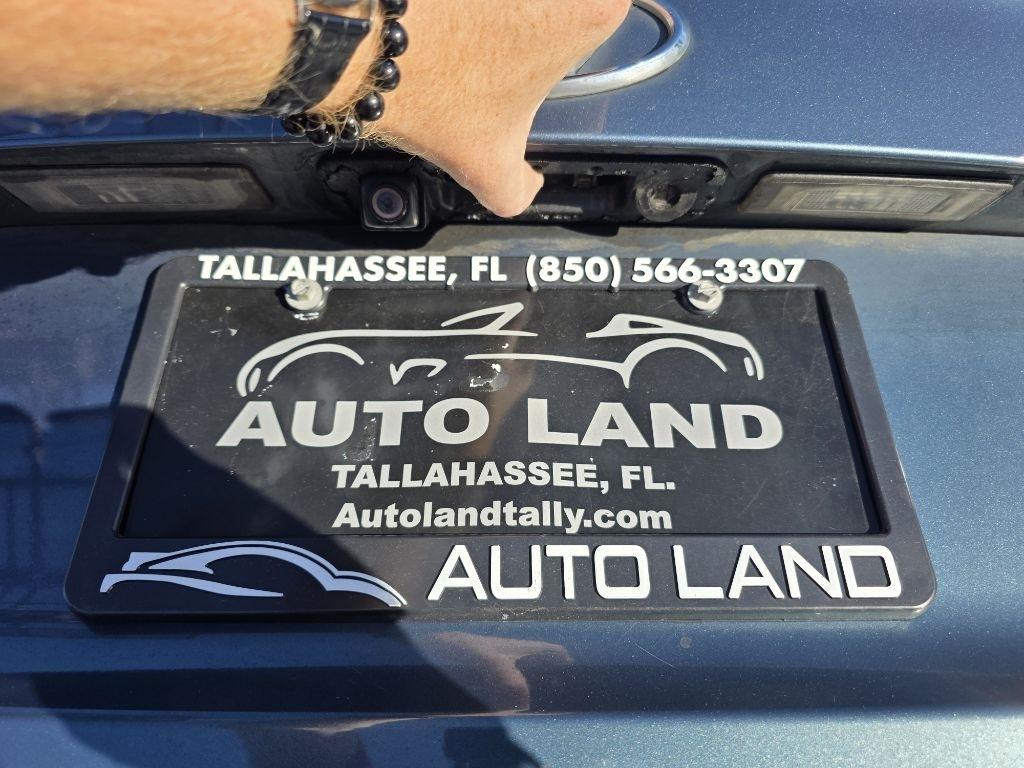 TALLAHASSEE, FL (850) 566-3307
AUTO LAND
TALLAHASSEE, FL.
Autolandtally.com
AUTO LAND